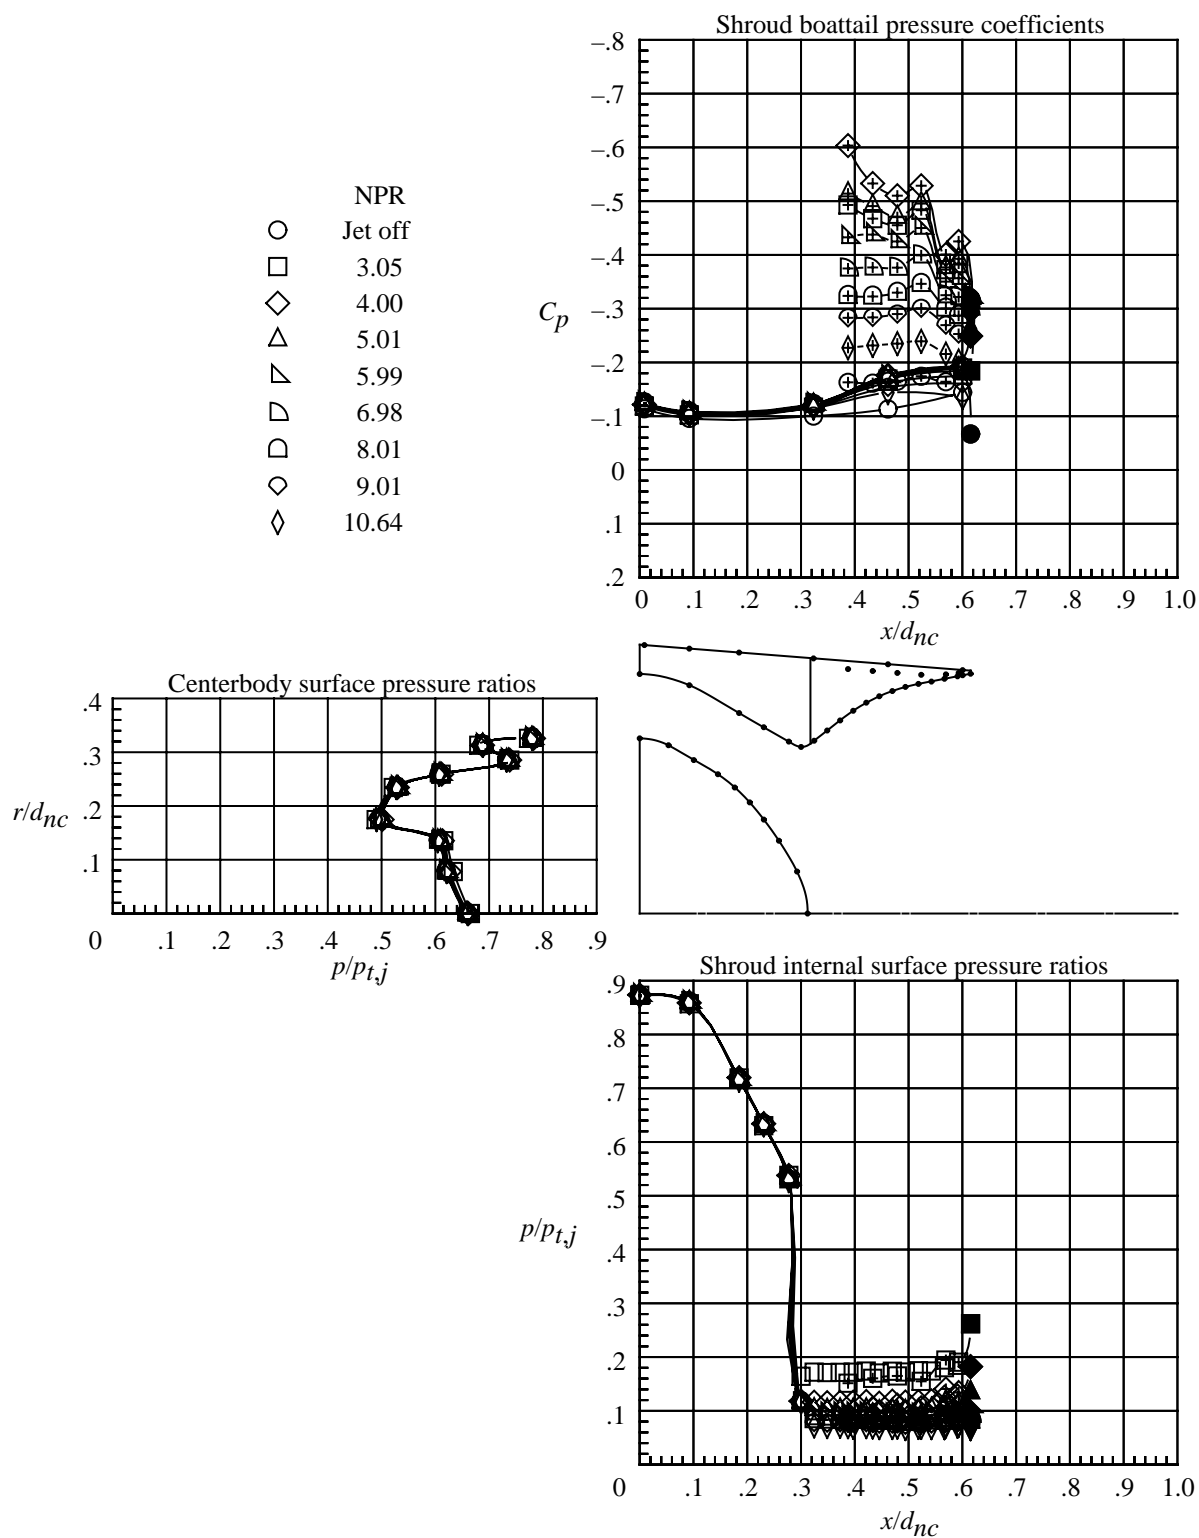 Shroud boattail pressure coefficients
–.8
–.7
–.6
–.5
–.4
–.3
–.2
–.1
0
.1
.2
C_p
0 .1 .2 .3 .4 .5 .6 .7 .8 .9 1.0
x/d_nc
NPR
Jet off
3.05
4.00
5.01
5.99
6.98
8.01
9.01
10.64
Centerbody surface pressure ratios
.4
.3
.2
.1
r/d_nc
0 .1 .2 .3 .4 .5 .6 .7 .8 .9
p/p_t,j
Shroud internal surface pressure ratios
.9
.8
.7
.6
.5
.4
.3
.2
.1
p/p_t,j
0 .1 .2 .3 .4 .5 .6 .7 .8 .9 1.0
x/d_nc